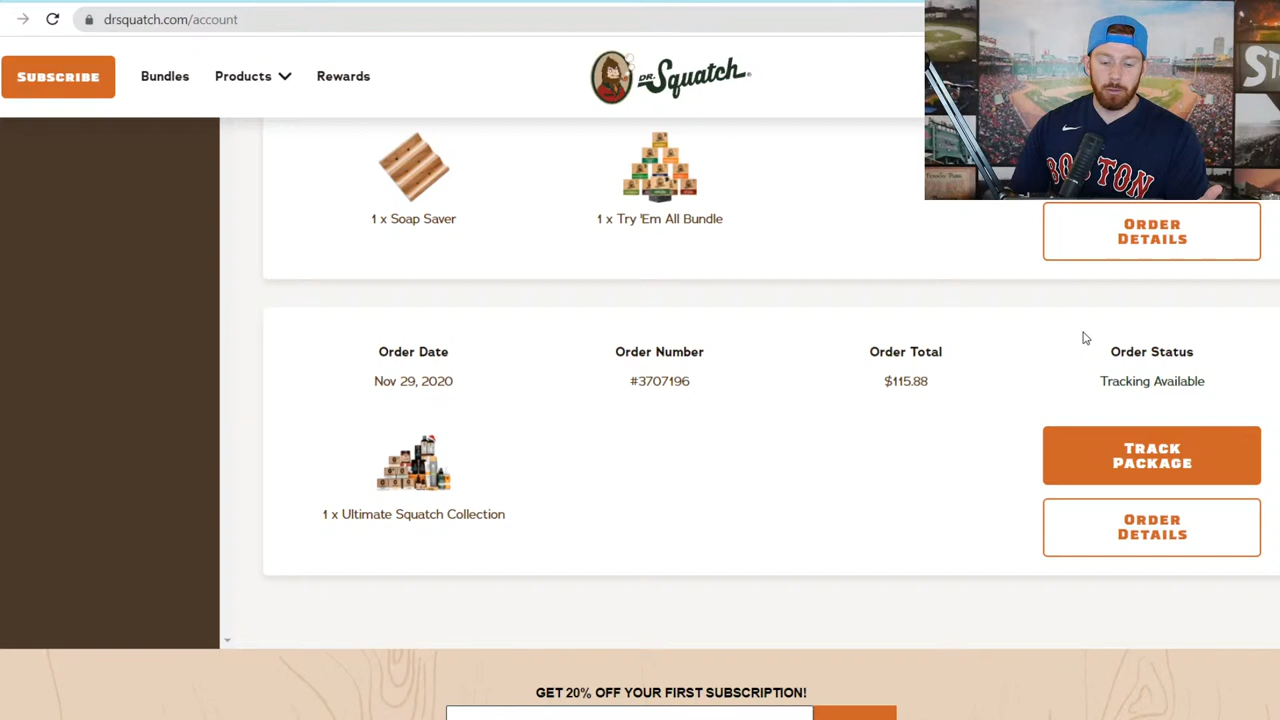 drsquatch.com/account
SUBSCRIBE
Bundles
Products
Rewards
DR. Squatch
BOSTON
1 x Soap Saver
1 x Try 'Em All Bundle
ORDER
DETAILS
Order Date
Order Number
Order Total
Order Status
Nov 29, 2020
#3707196
$115.88
Tracking Available
TRACK
PACKAGE
1 x Ultimate Squatch Collection
ORDER
DETAILS
GET 20% OFF YOUR FIRST SUBSCRIPTION!